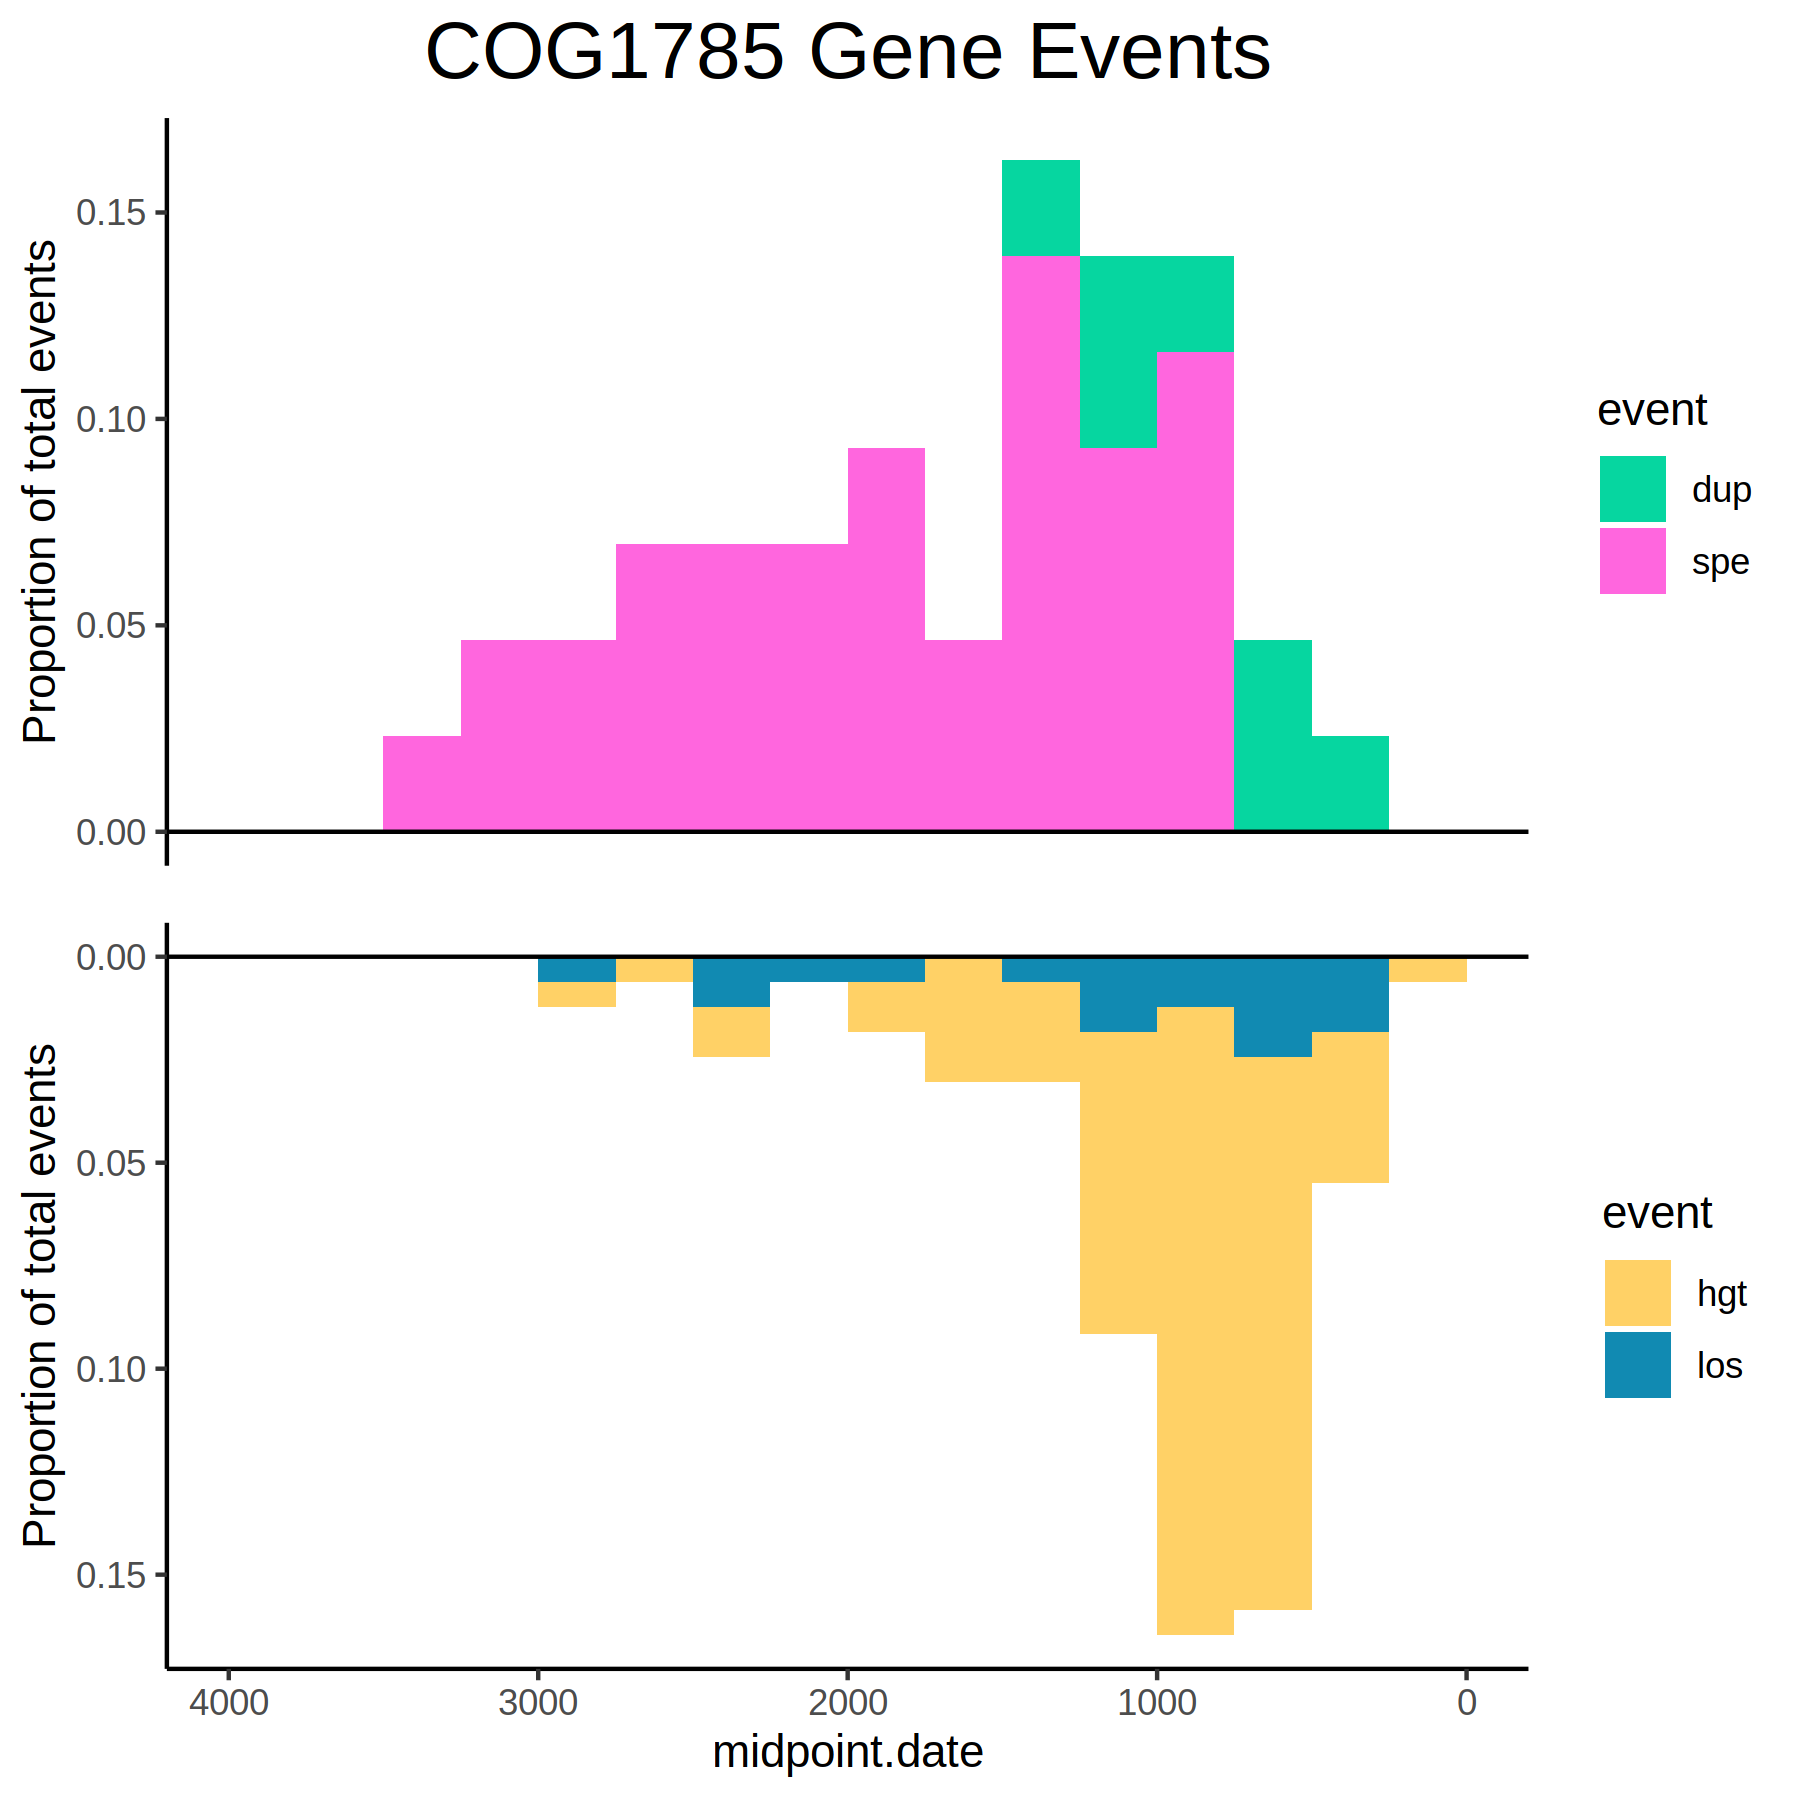 COG1785 Gene Events
Proportion of total events
0.15
0.10
0.05
0.00
event
dup
spe
Proportion of total events
0.00
0.05
0.10
0.15
event
hgt
los
4000 3000 2000 1000 0
midpoint.date